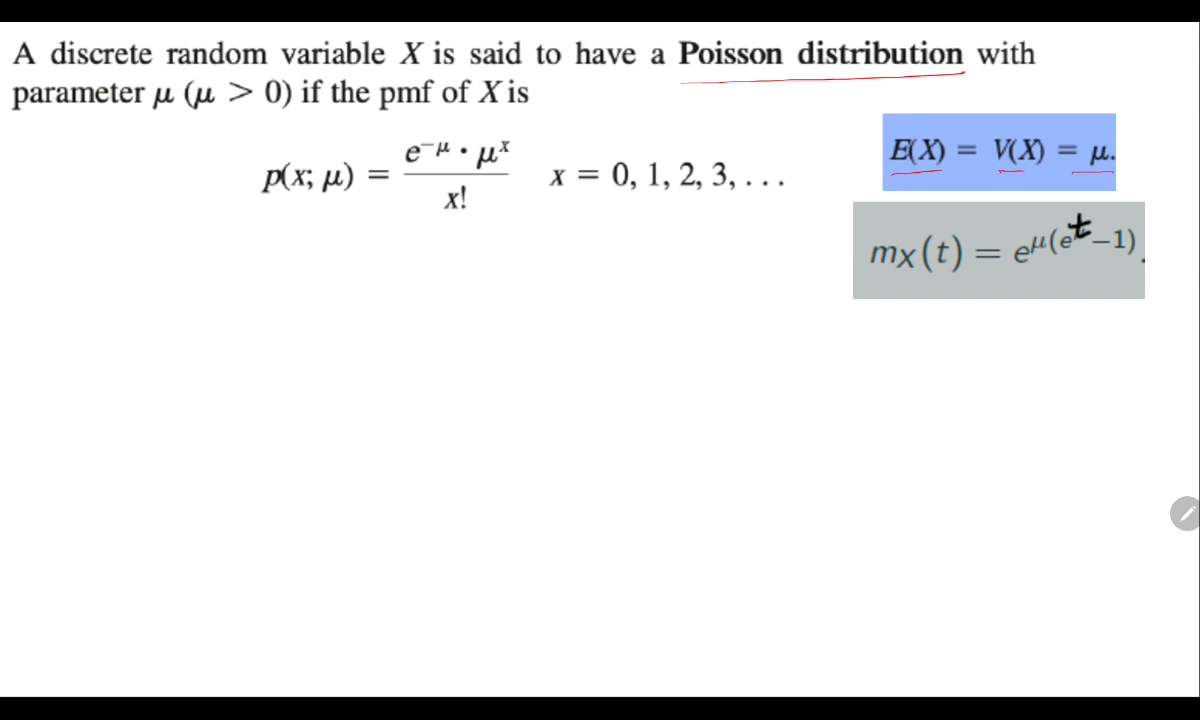 A discrete random variable X is said to have a Poisson distribution with
parameter μ (μ > 0) if the pmf of X is
p(x; μ) = \frac{e^{-μ} · μ^x}{x!}   x = 0, 1, 2, 3, . . .
E(X) = V(X) = μ.
m_X(t) = e^{μ(e^t−1)}.